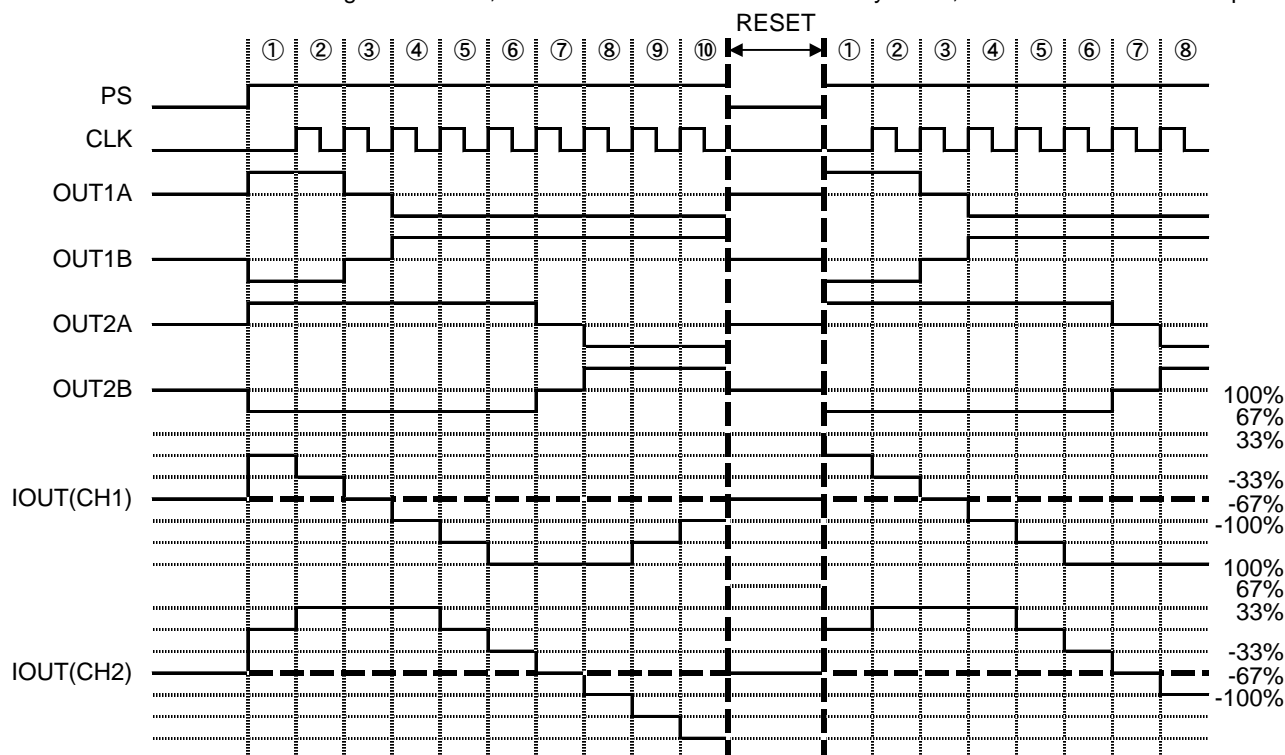 RESET
① ② ③ ④ ⑤ ⑥ ⑦ ⑧ ⑨ ⑩ ① ② ③ ④ ⑤ ⑥ ⑦ ⑧
PS
CLK
OUT1A
OUT1B
OUT2A
OUT2B
100%
67%
33%
-33%
IOUT(CH1)
-67%
-100%
100%
67%
33%
-33%
IOUT(CH2)
-67%
-100%